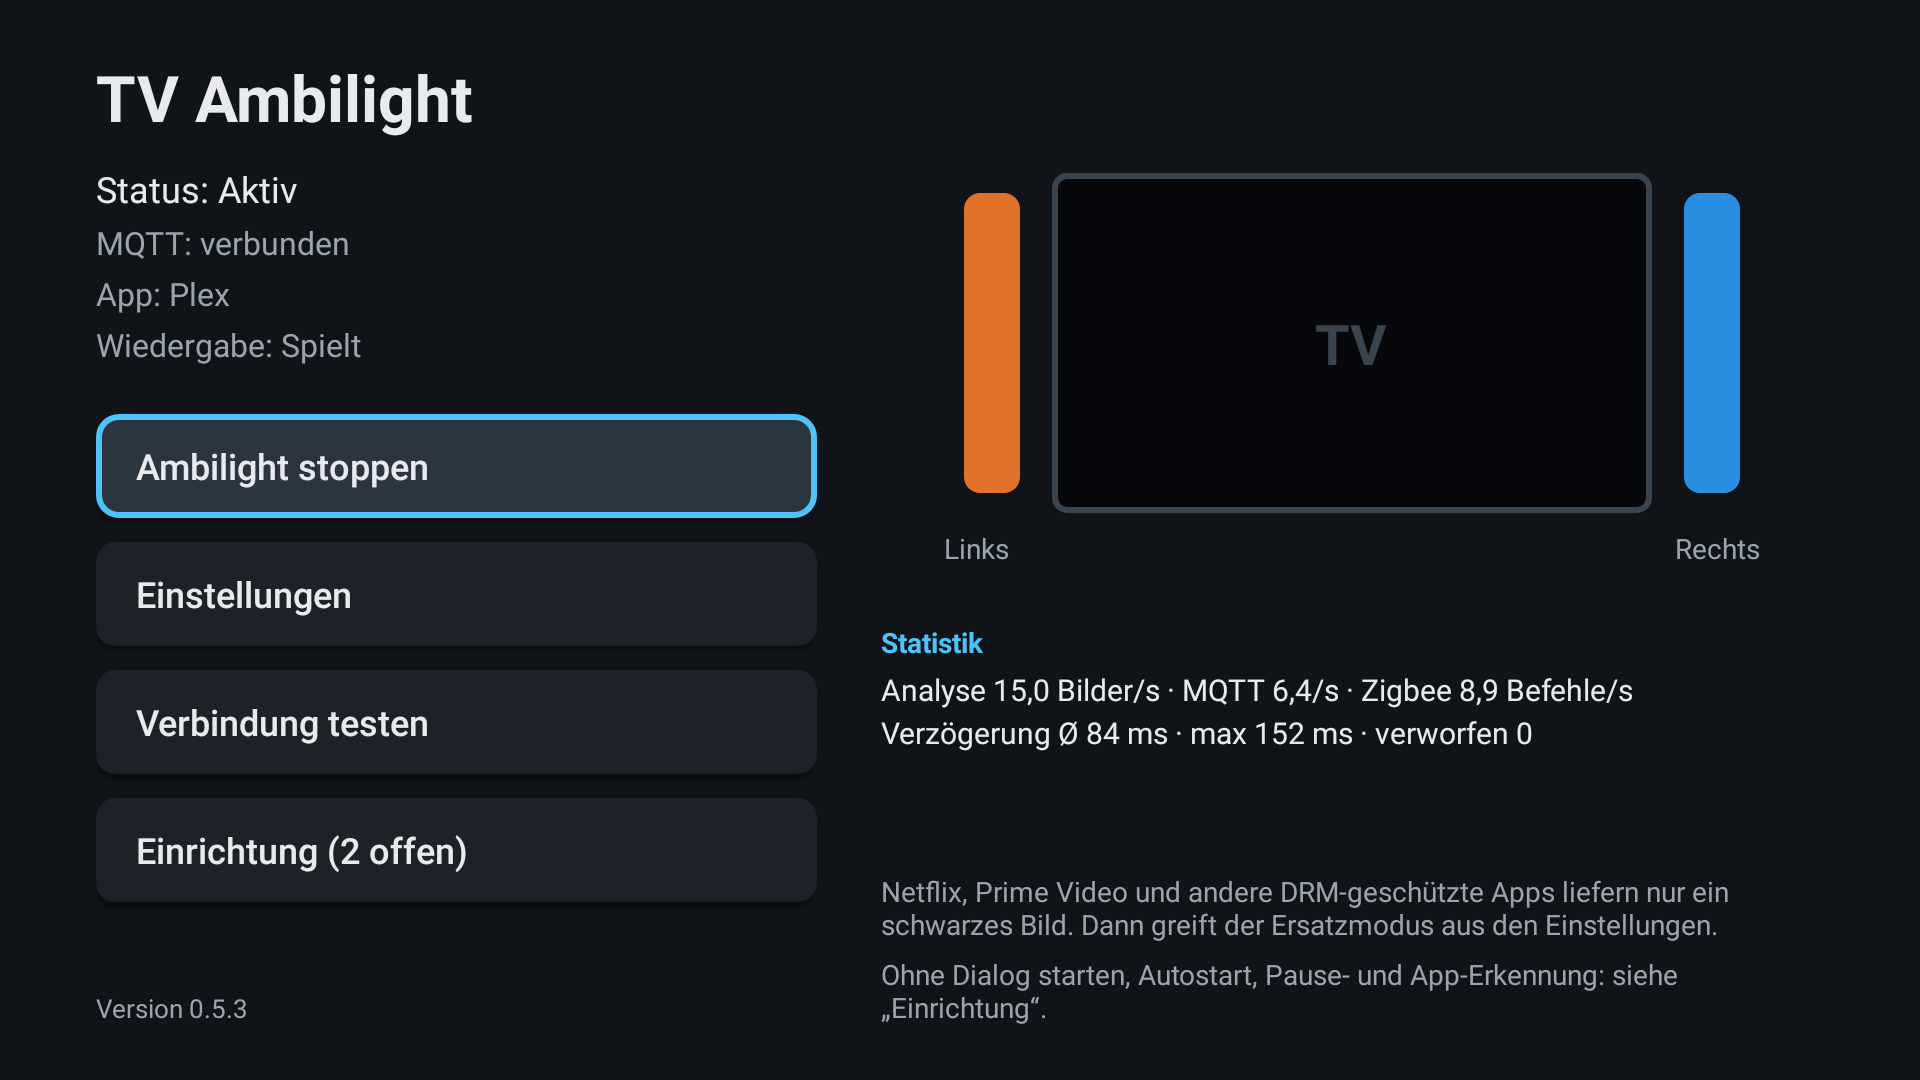 TV Ambilight
Status: Aktiv
MQTT: verbunden
App: Plex
Wiedergabe: Spielt
Ambilight stoppen
Einstellungen
Verbindung testen
Einrichtung (2 offen)
Version 0.5.3
TV
Links
Rechts
Statistik
Analyse 15,0 Bilder/s · MQTT 6,4/s · Zigbee 8,9 Befehle/s
Verzögerung Ø 84 ms · max 152 ms · verworfen 0
Netflix, Prime Video und andere DRM-geschützte Apps liefern nur ein
schwarzes Bild. Dann greift der Ersatzmodus aus den Einstellungen.
Ohne Dialog starten, Autostart, Pause- und App-Erkennung: siehe
„Einrichtung“.